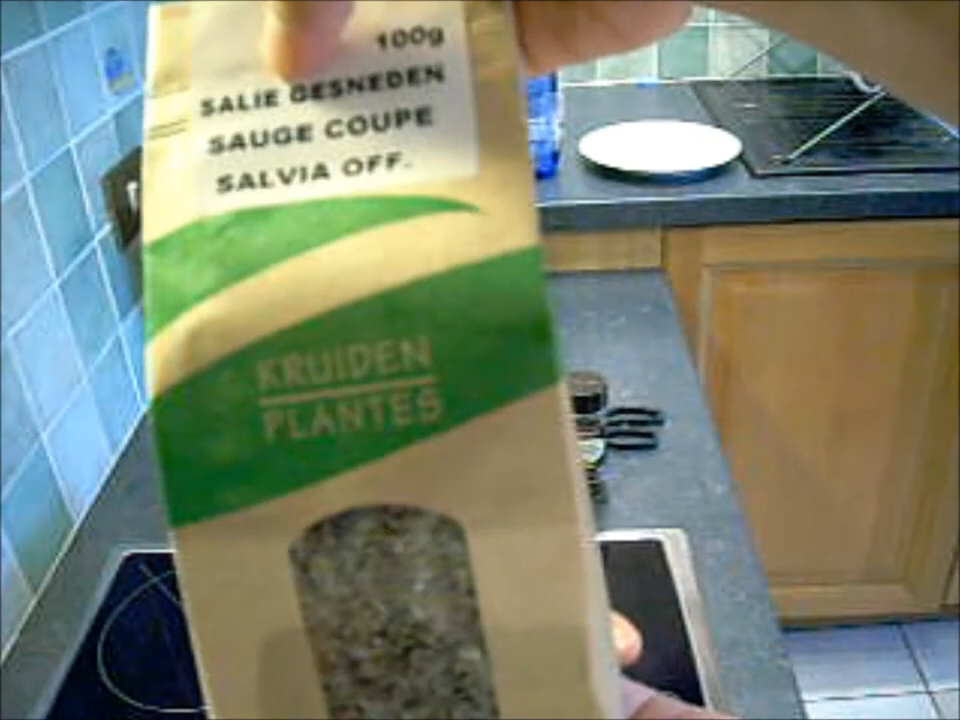 100g
SALIE GESNEDEN
SAUGE COUPE
SALVIA OFF.
KRUIDEN
PLANTES